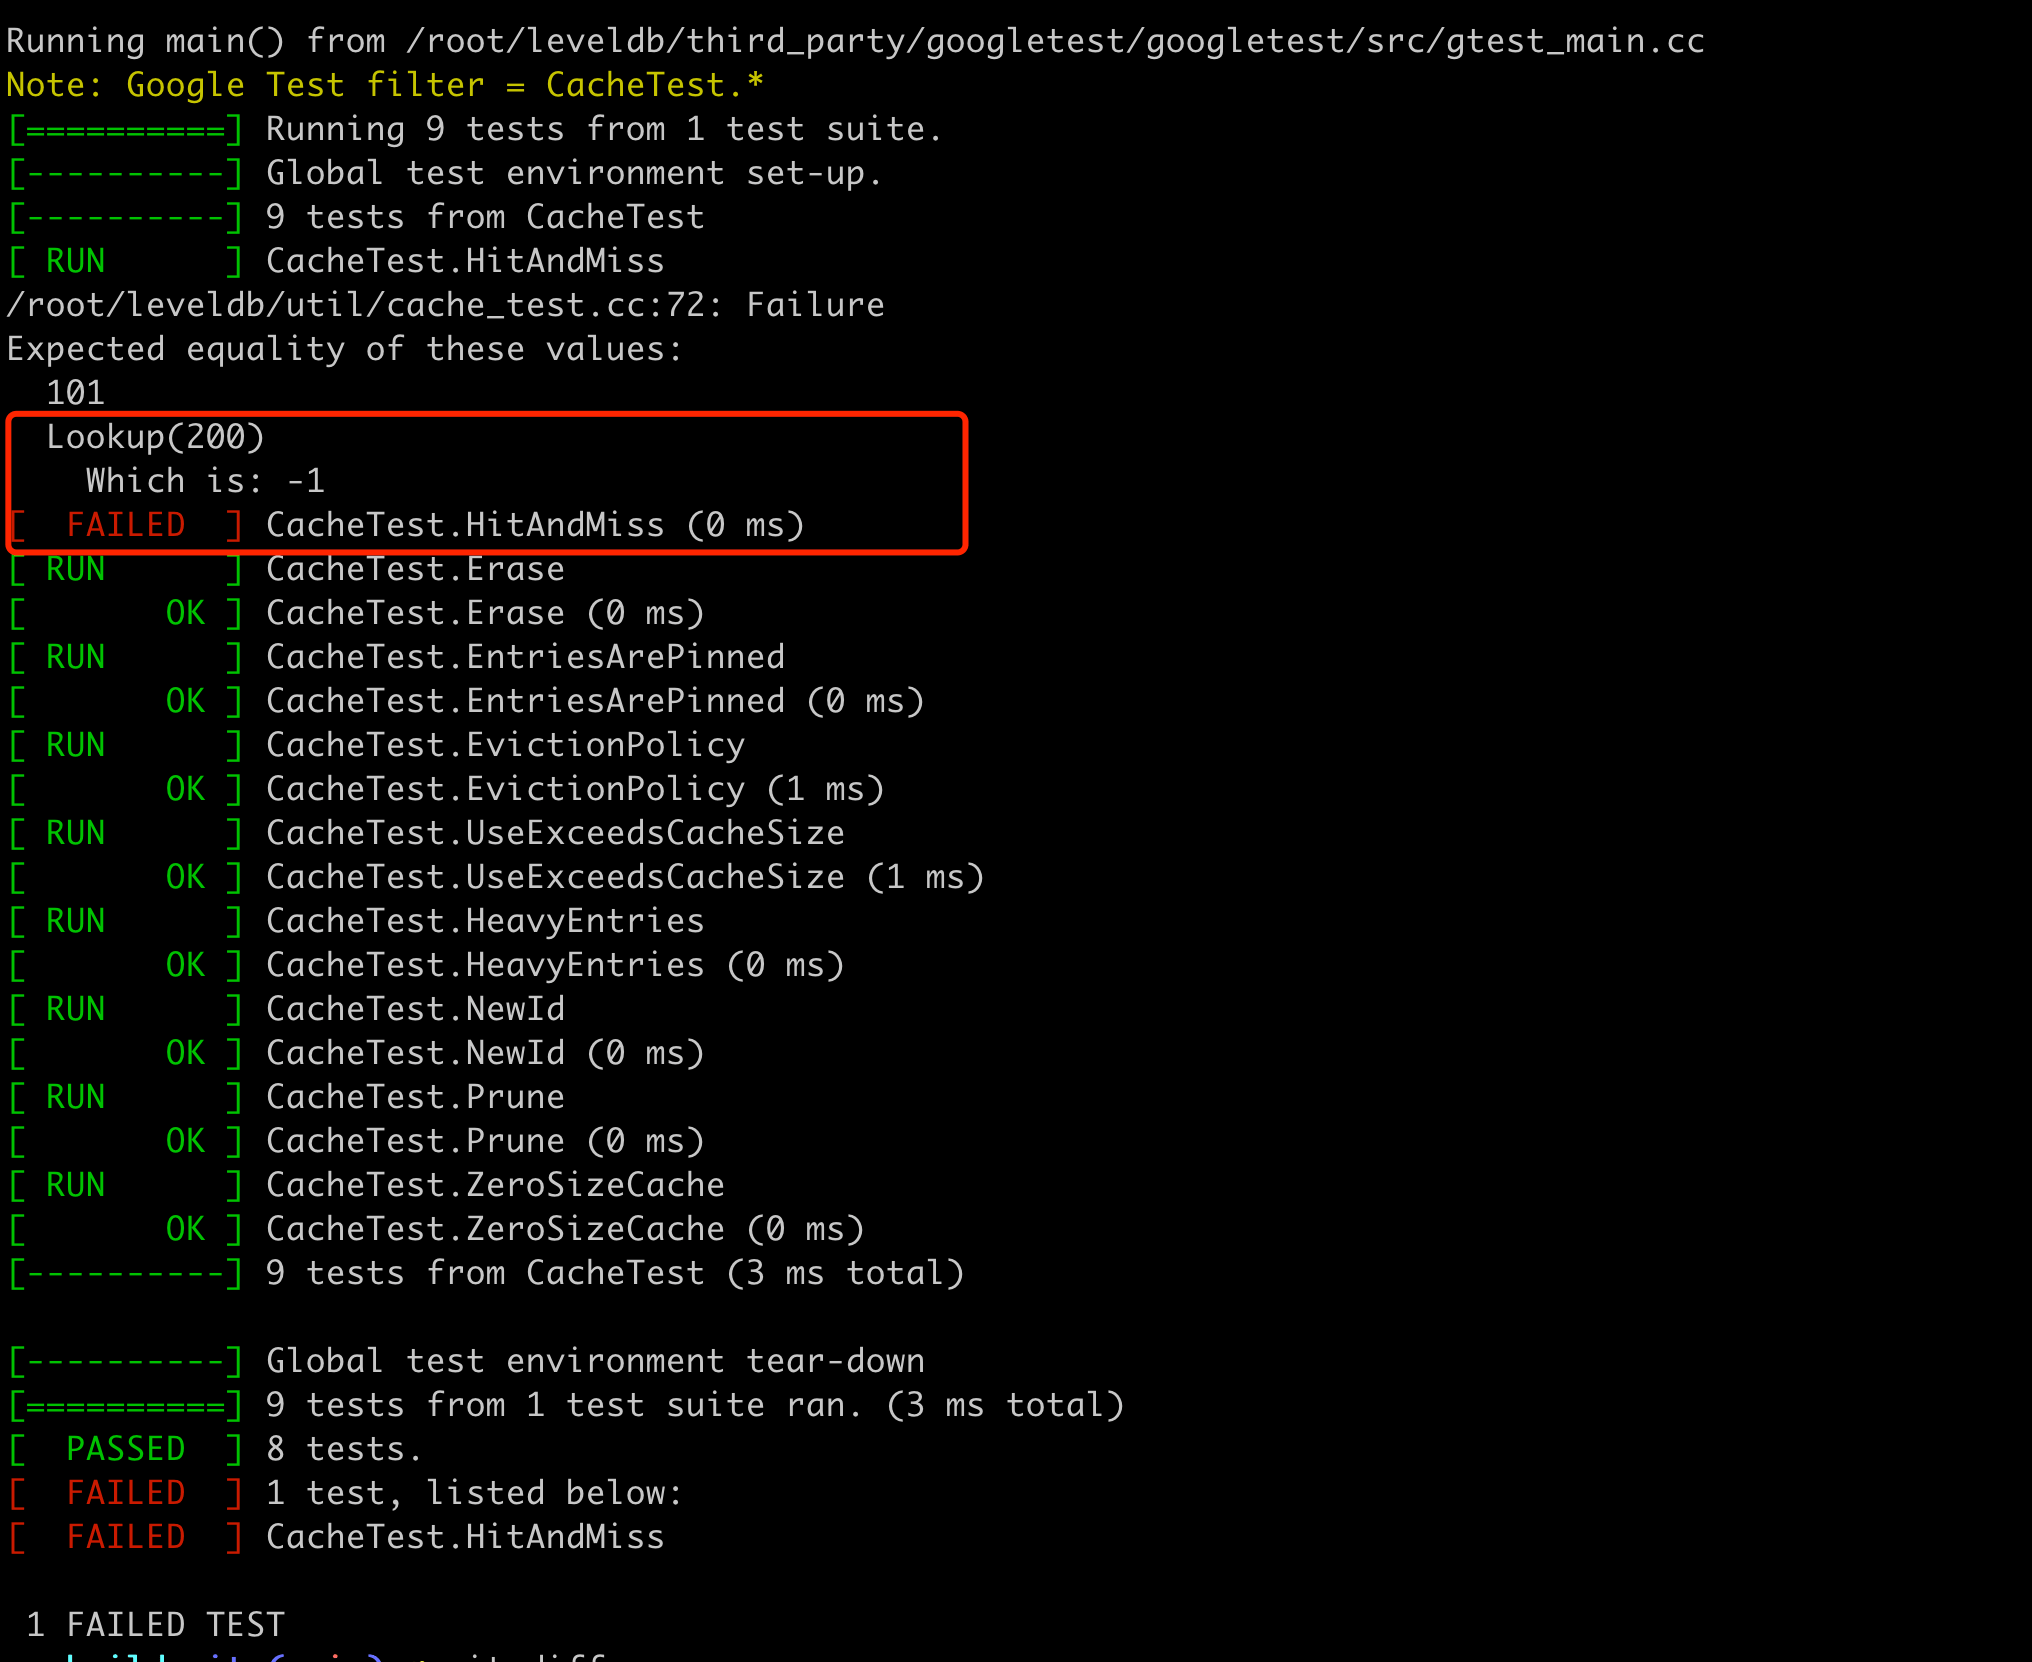 Running main() from /root/leveldb/third_party/googletest/googletest/src/gtest_main.cc
Note: Google Test filter = CacheTest.*
[==========] Running 9 tests from 1 test suite.
[----------] Global test environment set-up.
[----------] 9 tests from CacheTest
[ RUN      ] CacheTest.HitAndMiss
/root/leveldb/util/cache_test.cc:72: Failure
Expected equality of these values:
  101
  Lookup(200)
    Which is: -1
[  FAILED  ] CacheTest.HitAndMiss (0 ms)
[ RUN      ] CacheTest.Erase
[       OK ] CacheTest.Erase (0 ms)
[ RUN      ] CacheTest.EntriesArePinned
[       OK ] CacheTest.EntriesArePinned (0 ms)
[ RUN      ] CacheTest.EvictionPolicy
[       OK ] CacheTest.EvictionPolicy (1 ms)
[ RUN      ] CacheTest.UseExceedsCacheSize
[       OK ] CacheTest.UseExceedsCacheSize (1 ms)
[ RUN      ] CacheTest.HeavyEntries
[       OK ] CacheTest.HeavyEntries (0 ms)
[ RUN      ] CacheTest.NewId
[       OK ] CacheTest.NewId (0 ms)
[ RUN      ] CacheTest.Prune
[       OK ] CacheTest.Prune (0 ms)
[ RUN      ] CacheTest.ZeroSizeCache
[       OK ] CacheTest.ZeroSizeCache (0 ms)
[----------] 9 tests from CacheTest (3 ms total)
[----------] Global test environment tear-down
[==========] 9 tests from 1 test suite ran. (3 ms total)
[  PASSED  ] 8 tests.
[  FAILED  ] 1 test, listed below:
[  FAILED  ] CacheTest.HitAndMiss
 1 FAILED TEST